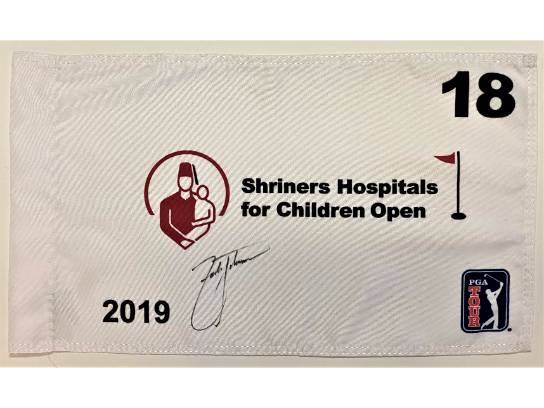 18
Shriners Hospitals
for Children Open
2019
PGA
TOUR